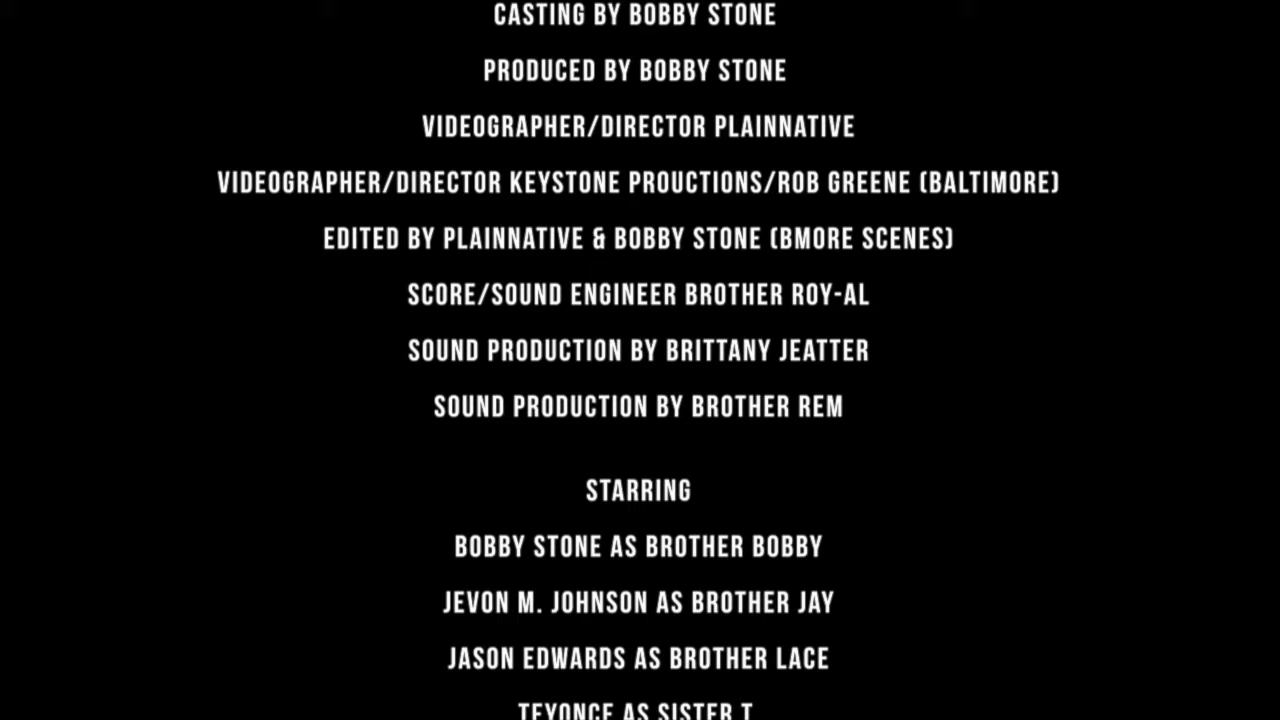 CASTING BY BOBBY STONE
PRODUCED BY BOBBY STONE
VIDEOGRAPHER/DIRECTOR PLAINNATIVE
VIDEOGRAPHER/DIRECTOR KEYSTONE PROUCTIONS/ROB GREENE (BALTIMORE)
EDITED BY PLAINNATIVE & BOBBY STONE (BMORE SCENES)
SCORE/SOUND ENGINEER BROTHER ROY-AL
SOUND PRODUCTION BY BRITTANY JEATTER
SOUND PRODUCTION BY BROTHER REM
STARRING
BOBBY STONE AS BROTHER BOBBY
JEVON M. JOHNSON AS BROTHER JAY
JASON EDWARDS AS BROTHER LACE
TEYONCE AS SISTER T